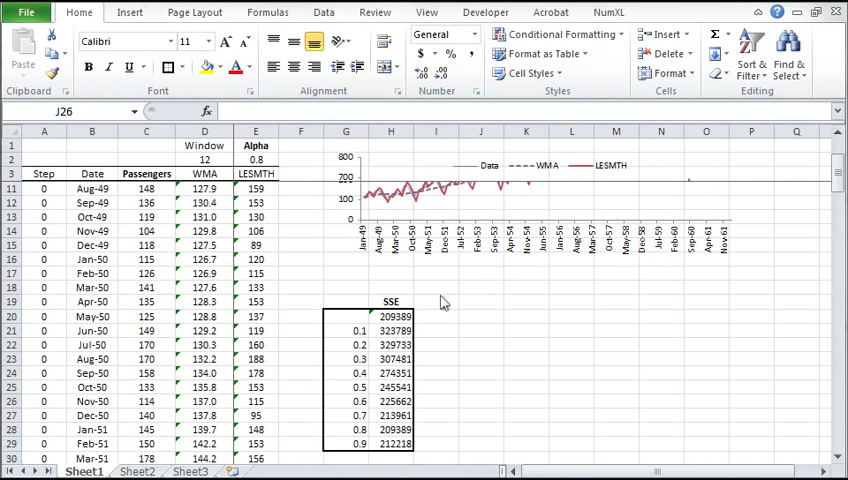 File Home Insert Page Layout Formulas Data Review View Developer Acrobat NumXL
Calibri 11 General Conditional Formatting Insert
Paste B I U A $ % , Format as Table Delete Sort & Filter Find & Select
Cell Styles Format
Clipboard Font Alignment Number Styles Cells Editing
J26 fx
A B C D E F G H I J K L M N O P Q
1 Window Alpha
2 12 0.8
3 Step Date Passengers WMA LESMTH
11 0 Aug-49 148 127.9 159
12 0 Sep-49 136 130.4 153
13 0 Oct-49 119 131.0 130
14 0 Nov-49 104 129.8 106
15 0 Dec-49 118 127.5 89
16 0 Jan-50 115 126.7 120
17 0 Feb-50 126 126.9 115
18 0 Mar-50 141 127.6 133
19 0 Apr-50 135 128.3 153 SSE
20 0 May-50 125 128.8 137 209389
21 0 Jun-50 149 129.2 119 0.1 323789
22 0 Jul-50 170 130.3 160 0.2 329733
23 0 Aug-50 170 132.2 188 0.3 307481
24 0 Sep-50 158 134.0 178 0.4 274351
25 0 Oct-50 133 135.8 153 0.5 245541
26 0 Nov-50 114 137.0 115 0.6 225662
27 0 Dec-50 140 137.8 95 0.7 213961
28 0 Jan-51 145 139.7 148 0.8 209389
29 0 Feb-51 150 142.2 153 0.9 212218
30 0 Mar-51 178 144.2 156
800
700
200
100
0
Data WMA LESMTH
Jan-49 Aug-49 Mar-50 Oct-50 May-51 Dec-51 Jul-52 Feb-53 Sep-53 Apr-54 Nov-54 Jun-55 Jan-56 Aug-56 Mar-57 Oct-57 May-58 Dec-58 Jul-59 Feb-60 Sep-60 Apr-61 Nov-61
Sheet1 Sheet2 Sheet3